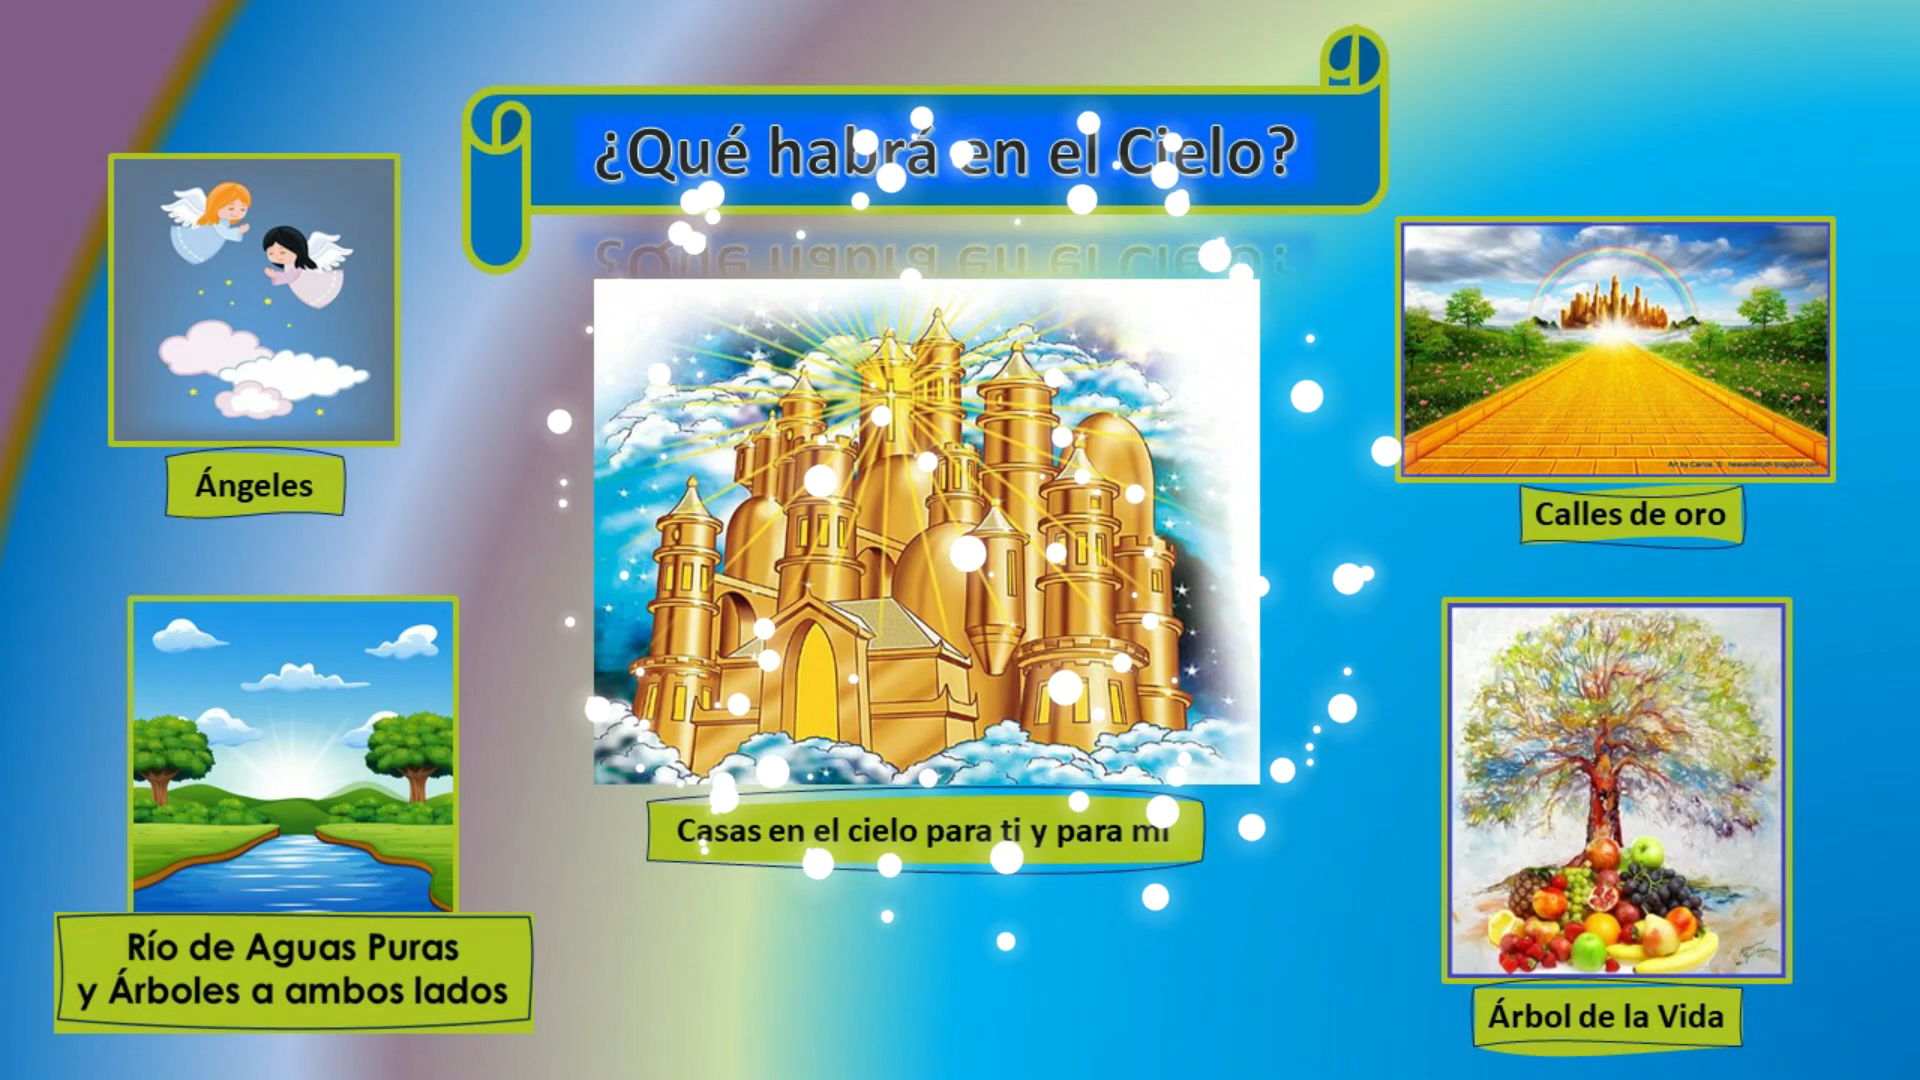 ¿Qué habrá en el Cielo?
Ángeles
Calles de oro
Casas en el cielo para ti y para mi
Río de Aguas Puras
y Árboles a ambos lados
Árbol de la Vida